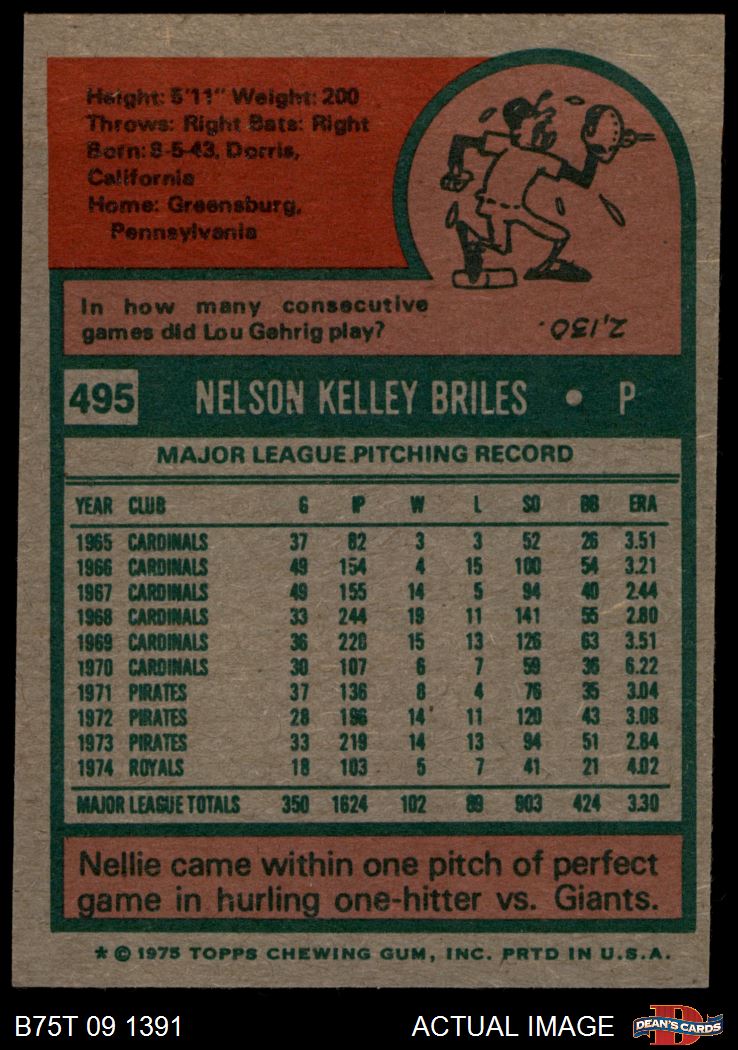 Height: 5'11" Weight: 200
Throws: Right Bats: Right
Born: 8-5-43, Dorris,
California
Home: Greensburg,
Pennsylvania
In how many consecutive
games did Lou Gehrig play?
2,130.
495 NELSON KELLEY BRILES • P
MAJOR LEAGUE PITCHING RECORD
YEAR CLUB G IP W L SO BB ERA
1965 CARDINALS 37 82 3 3 52 26 3.51
1966 CARDINALS 49 154 4 15 100 54 3.21
1967 CARDINALS 49 155 14 5 94 40 2.44
1968 CARDINALS 33 244 19 11 141 55 2.80
1969 CARDINALS 36 228 15 13 126 63 3.51
1970 CARDINALS 30 107 6 7 59 36 6.22
1971 PIRATES 37 136 8 4 76 35 3.04
1972 PIRATES 28 196 14 11 120 43 3.08
1973 PIRATES 33 219 14 13 94 51 2.84
1974 ROYALS 18 103 5 7 41 21 4.02
MAJOR LEAGUE TOTALS 350 1624 102 89 903 424 3.30
Nellie came within one pitch of perfect
game in hurling one-hitter vs. Giants.
* © 1975 TOPPS CHEWING GUM, INC. PRTD IN U.S.A.
B75T 09 1391 ACTUAL IMAGE DEAN'S CARDS